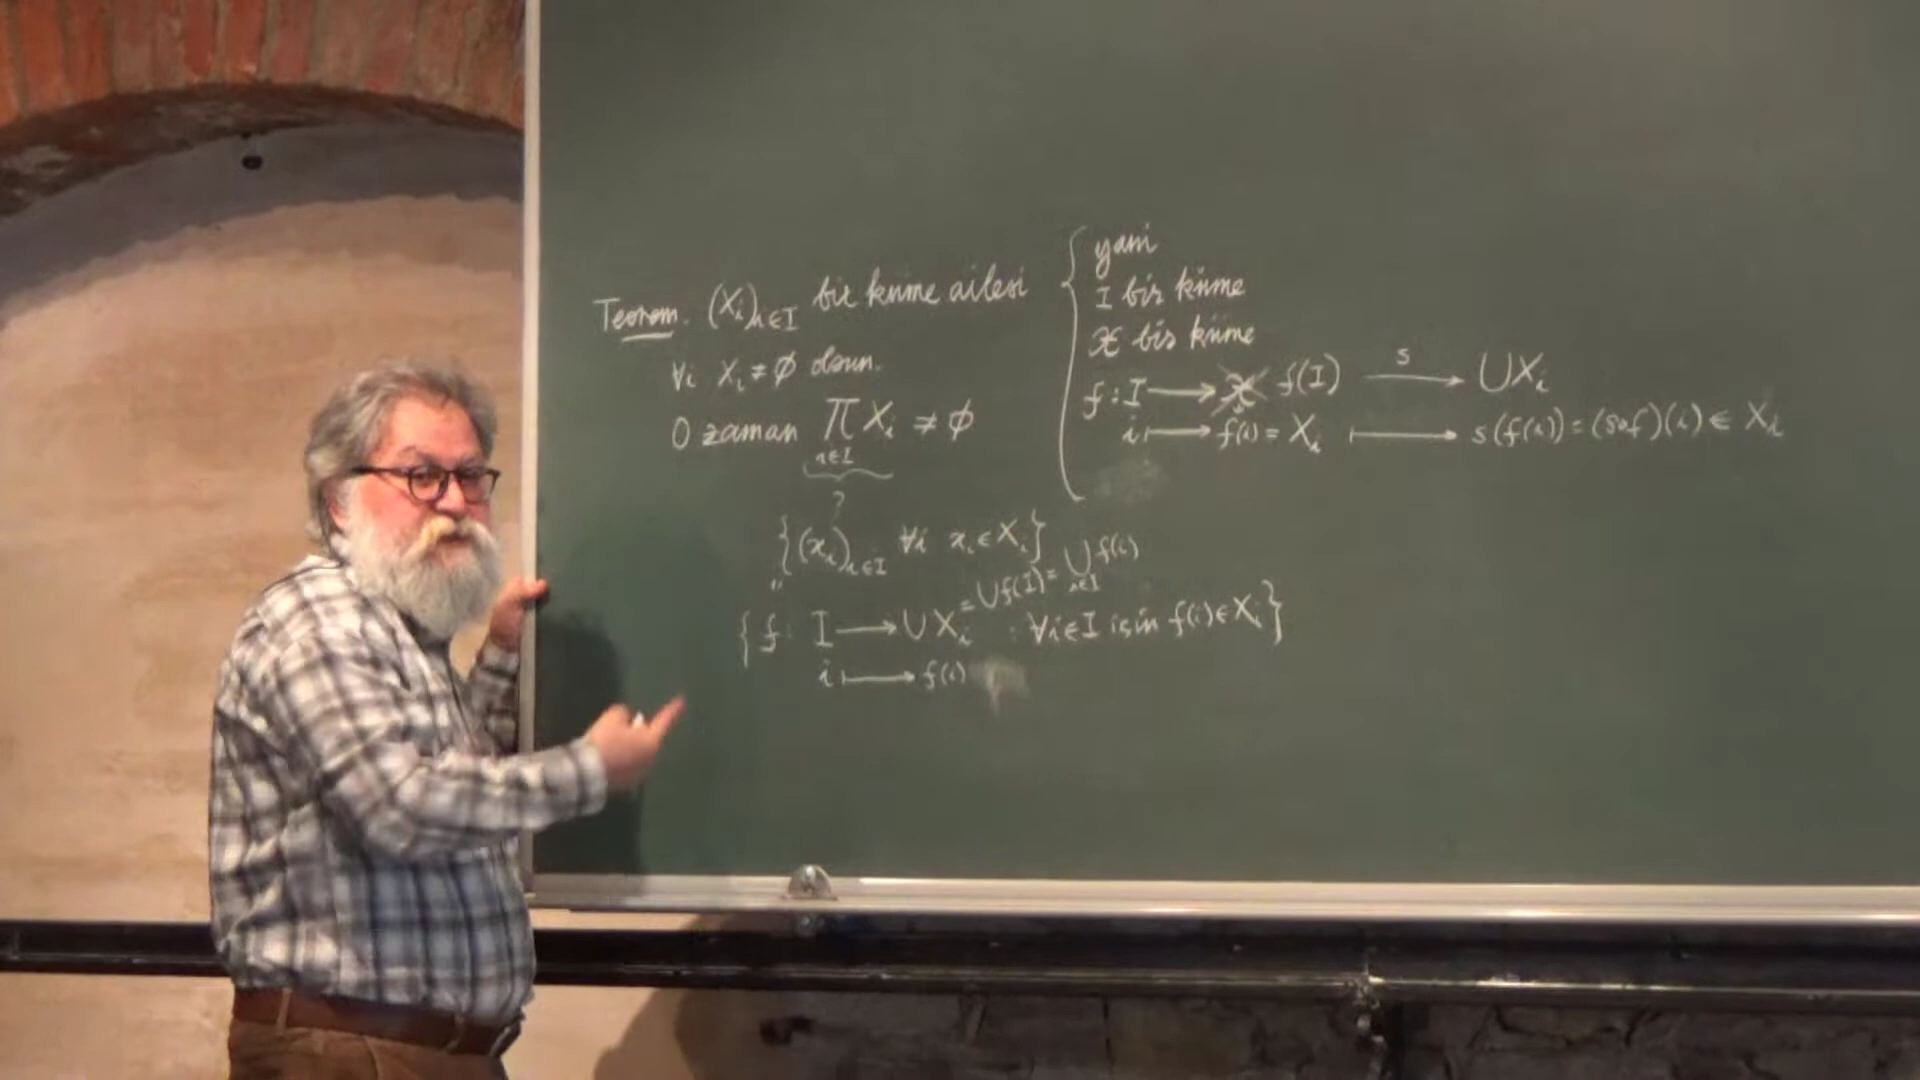 Teorem. (Xᵢ)ᵢ∈I bir küme ailesi
∀i Xᵢ ≠ ∅ olsun.
O zaman ∏ Xᵢ ≠ ∅
i∈I
?
{(xᵢ)ᵢ∈I ∀i xᵢ∈Xᵢ}
"
{f: I ⟶ ∪Xᵢ = ∪f(I) = ∪ᵢ∈I f(i) : ∀i∈I için f(i)∈Xᵢ}
i ⟼ f(i)
{ yani
I bir küme
𝒳 bir küme
f: I ⟶ 𝒳 f(I) ⟶ˢ ∪Xᵢ
i ⟼ f(i) = Xᵢ ⟼ s(f(i)) = (s∘f)(i) ∈ Xᵢ